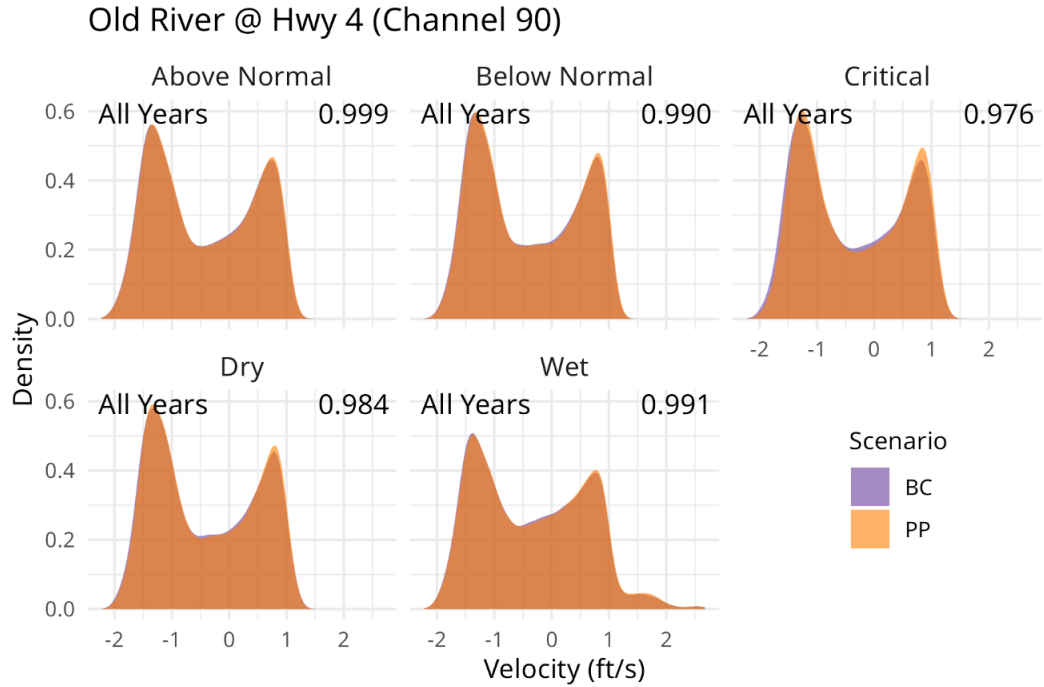 Old River @ Hwy 4 (Channel 90)
Above Normal
Below Normal
Critical
All Years 0.999
All Years 0.990
All Years 0.976
0.6
0.4
0.2
0.0
-2 -1 0 1 2
Dry
Wet
All Years 0.984
All Years 0.991
0.6
0.4
0.2
0.0
-2 -1 0 1 2
-2 -1 0 1 2
Density
Velocity (ft/s)
Scenario
BC
PP